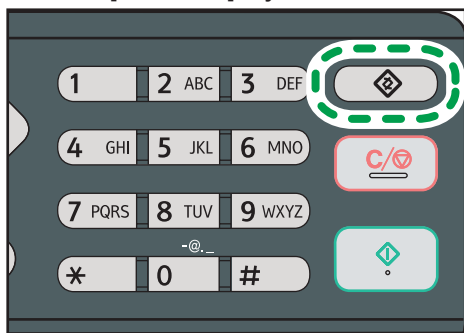 1 2 ABC 3 DEF
4 GHI 5 JKL 6 MNO C/
7 PQRS 8 TUV 9 WXYZ
-@._
* 0 #